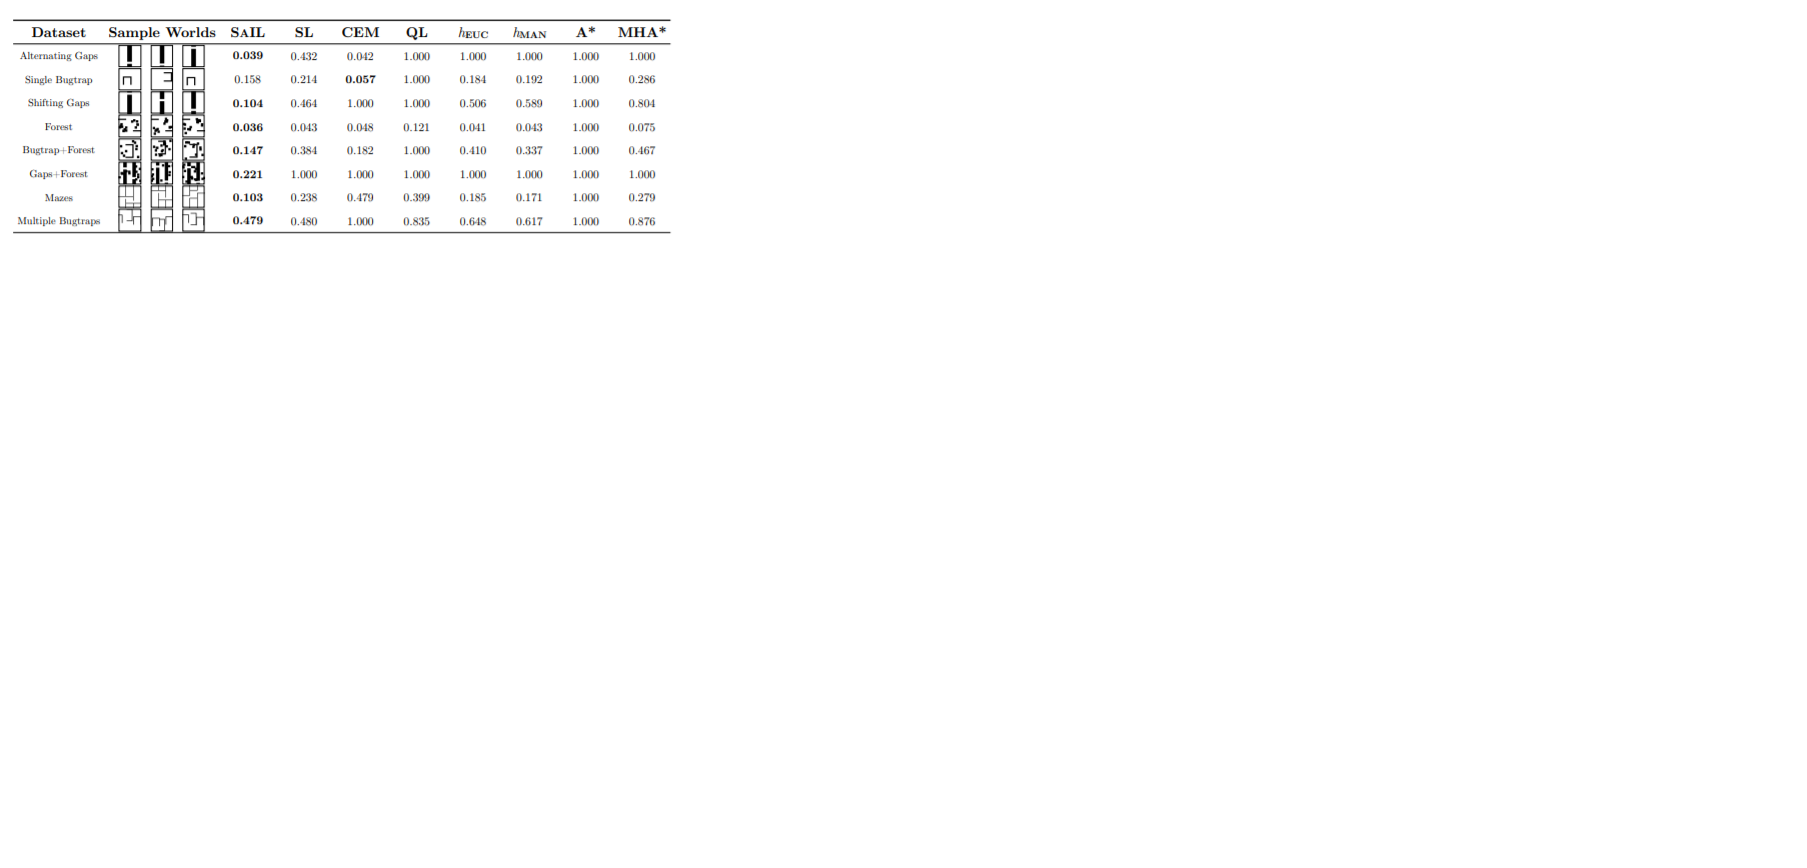 Dataset Sample Worlds SAIL SL CEM QL hEUC hMAN A* MHA*
Alternating Gaps 0.039 0.432 0.042 1.000 1.000 1.000 1.000 1.000
Single Bugtrap 0.158 0.214 0.057 1.000 0.184 0.192 1.000 0.286
Shifting Gaps 0.104 0.464 1.000 1.000 0.506 0.589 1.000 0.804
Forest 0.036 0.043 0.048 0.121 0.041 0.043 1.000 0.075
Bugtrap+Forest 0.147 0.384 0.182 1.000 0.410 0.337 1.000 0.467
Gaps+Forest 0.221 1.000 1.000 1.000 1.000 1.000 1.000 1.000
Mazes 0.103 0.238 0.479 0.399 0.185 0.171 1.000 0.279
Multiple Bugtraps 0.479 0.480 1.000 0.835 0.648 0.617 1.000 0.876